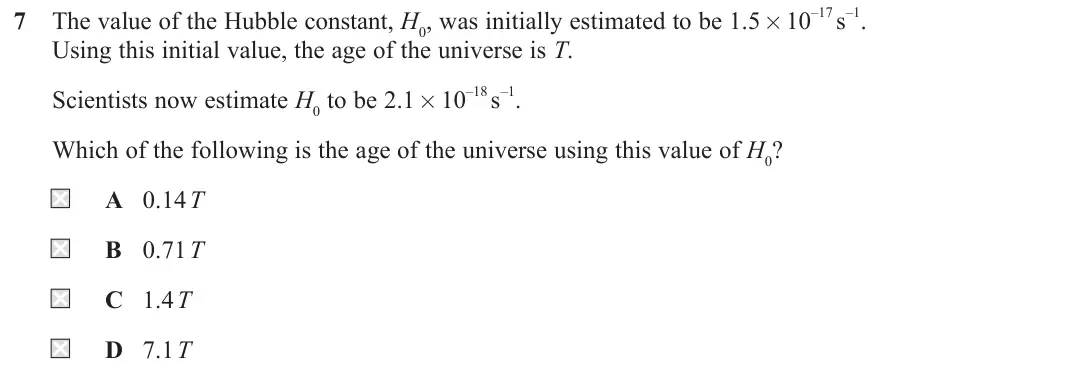 7 The value of the Hubble constant, H₀, was initially estimated to be 1.5 × 10⁻¹⁷ s⁻¹.
Using this initial value, the age of the universe is T.
Scientists now estimate H₀ to be 2.1 × 10⁻¹⁸ s⁻¹.
Which of the following is the age of the universe using this value of H₀?
A 0.14 T
B 0.71 T
C 1.4 T
D 7.1 T